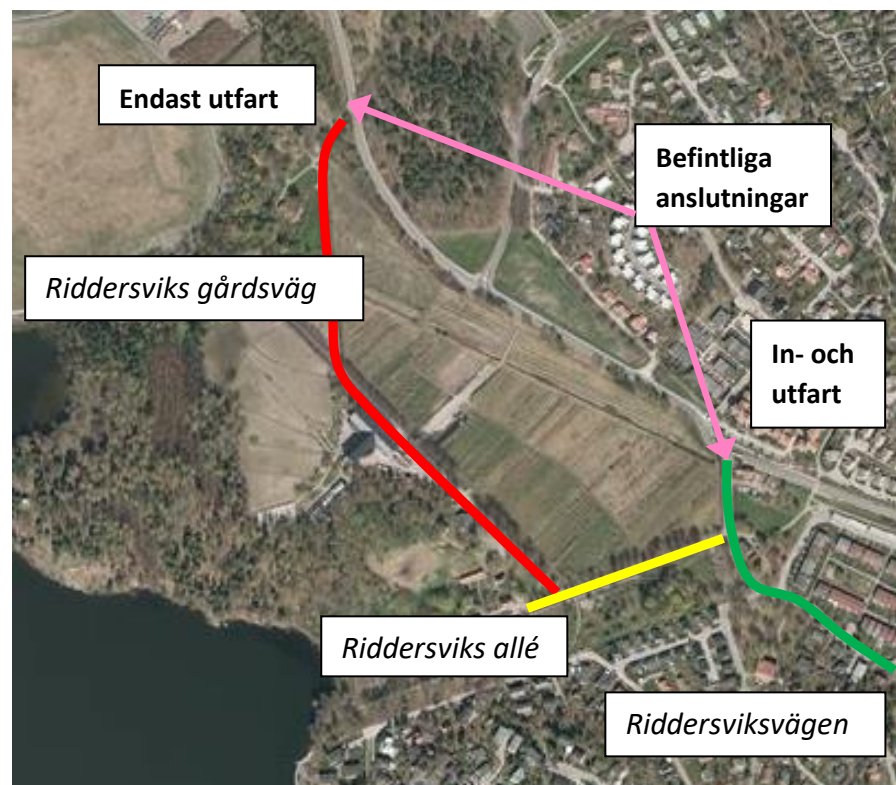 Endast utfart
Befintliga
anslutningar
Riddersviks gårdsväg
In- och
utfart
Riddersviks allé
Riddersviksvägen